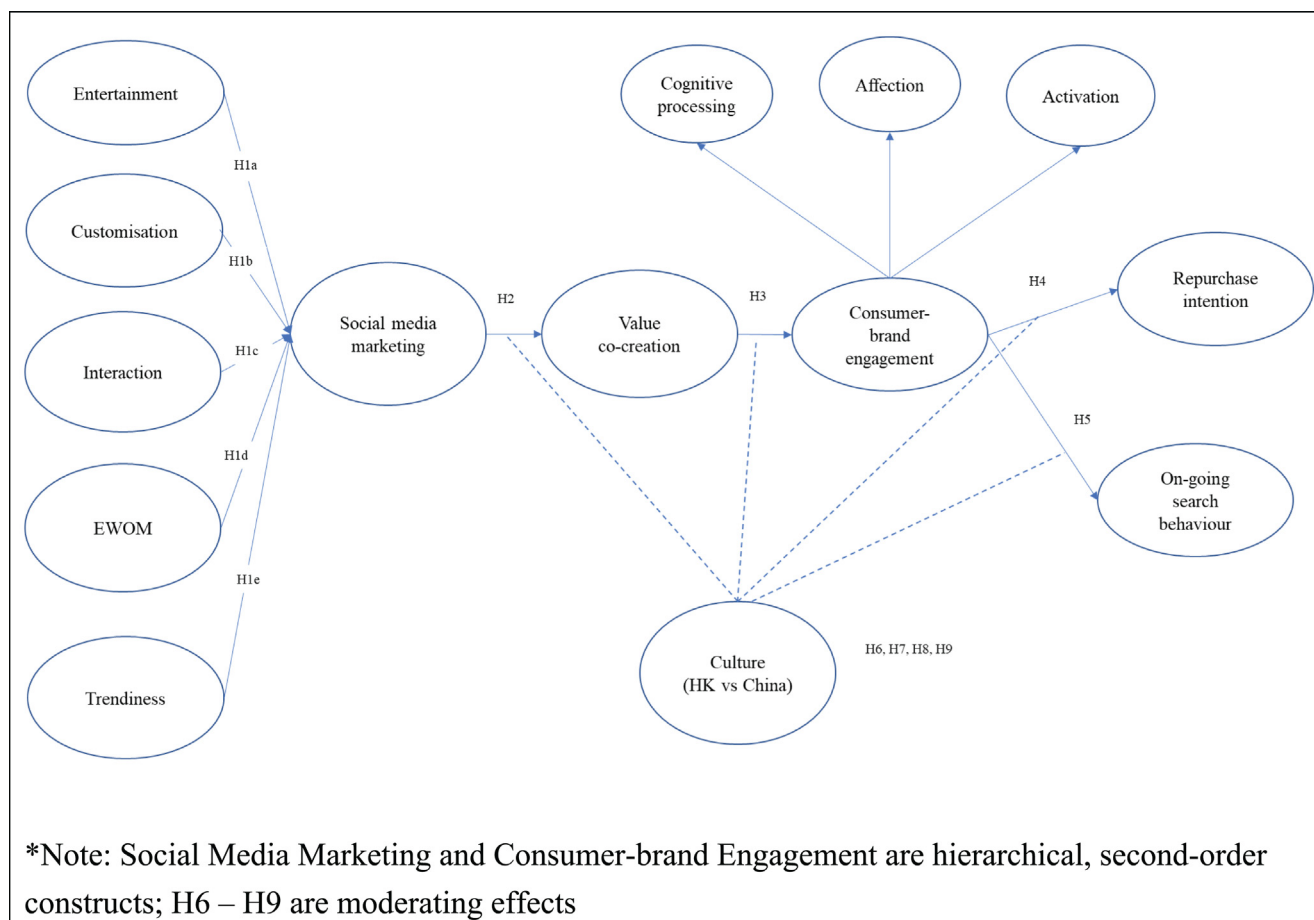 Entertainment
Customisation
Interaction
EWOM
Trendiness
H1a
H1b
H1c
H1d
H1e
Social media
marketing
H2
Value
co-creation
H3
Consumer-
brand
engagement
Cognitive
processing
Affection
Activation
H4
Repurchase
intention
H5
On-going
search
behaviour
Culture
(HK vs China)
H6, H7, H8, H9
*Note: Social Media Marketing and Consumer-brand Engagement are hierarchical, second-order
constructs; H6 – H9 are moderating effects